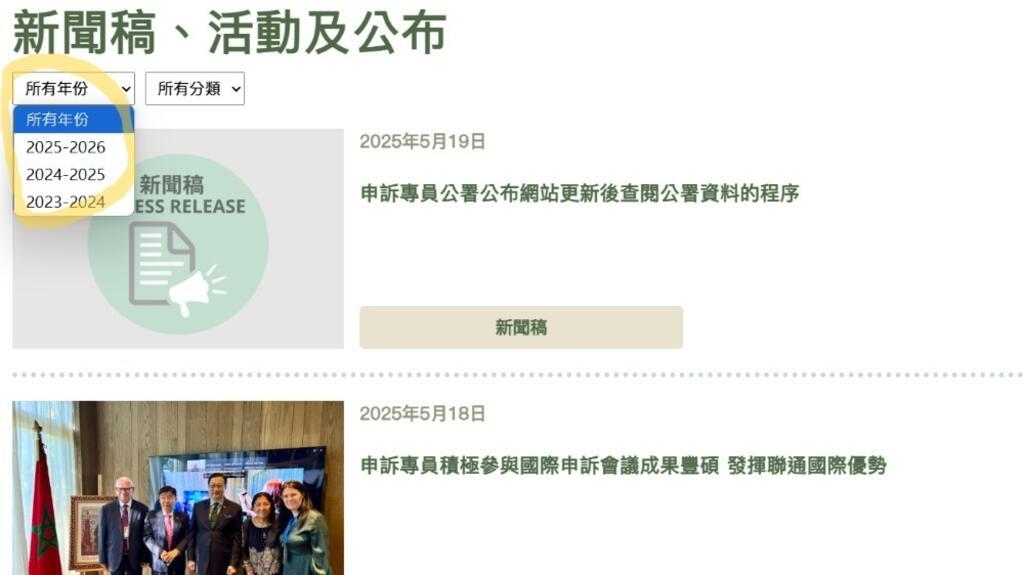 新聞稿、活動及公布
所有年份
所有分類
所有年份
2025-2026
2024-2025
2023-2024
新聞稿
ESS RELEASE
2025年5月19日
申訴專員公署公布網站更新後查閱公署資料的程序
新聞稿
2025年5月18日
申訴專員積極參與國際申訴會議成果豐碩 發揮聯通國際優勢